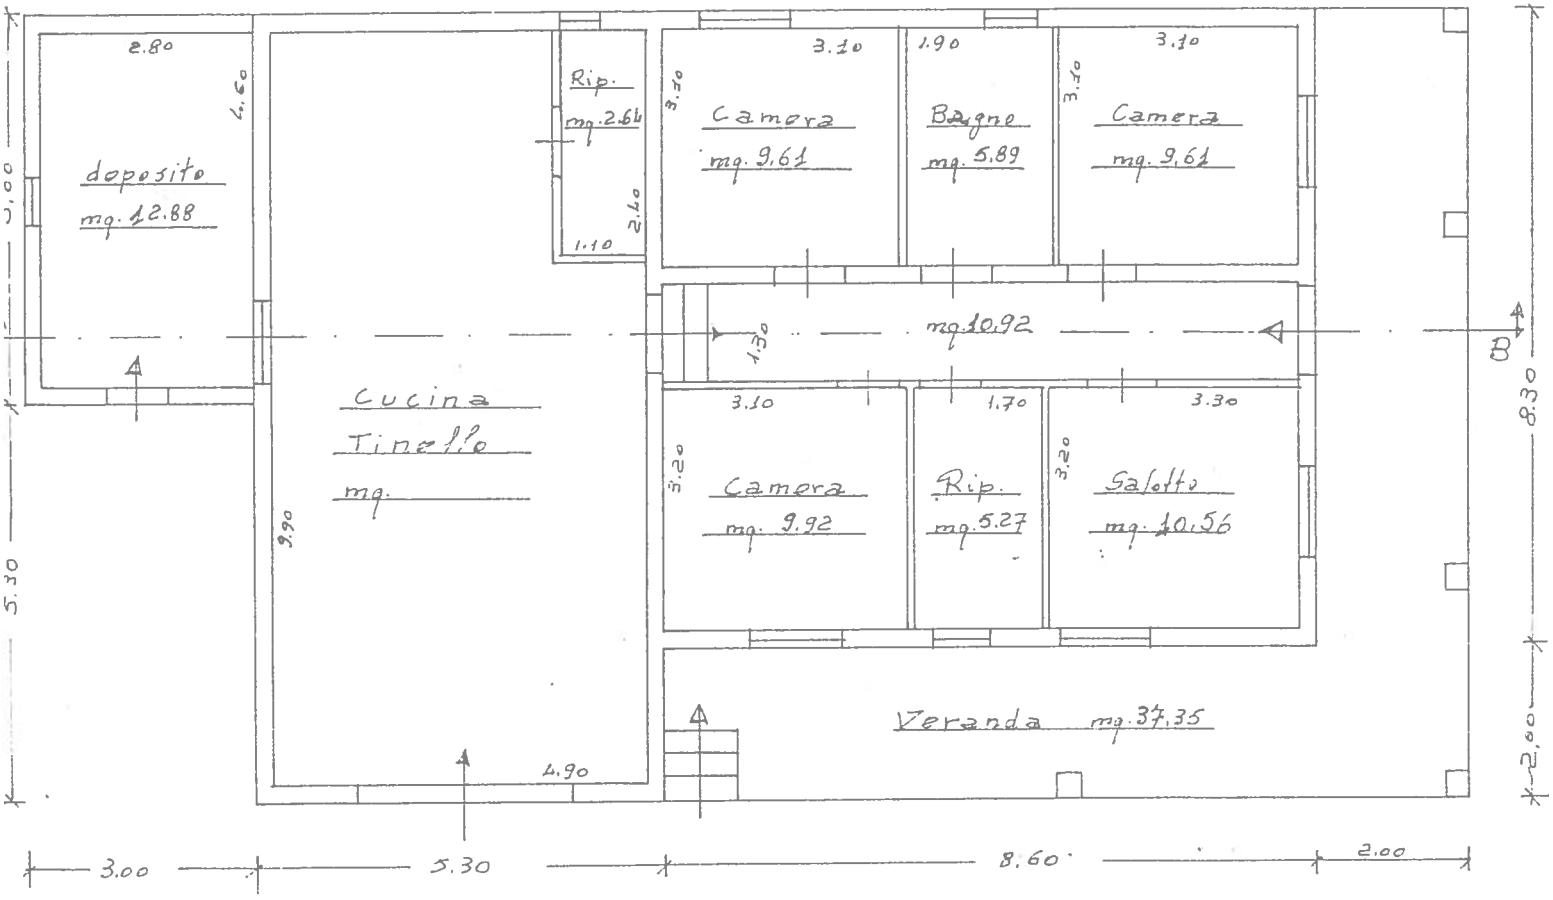 2.80
4.60
doposito
mq. 12.88
Rip.
mq. 2.64
2.40
1.10
3.10
3.10
Camera
mq. 9,61
1.90
Bagno
mq. 5,89
3.10
3.10
Camera
mq. 9,61
mq. 10,92
1.30
Cucina
Tinello
mq.
9.90
4.90
3.10
3.20
Camera
mq. 9.92
1.70
Rip.
mq. 5.27
3.30
3.20
Salotto
mq. 10,56
Veranda mq. 37,35
B
8.30
2,00
5.30
3.00
5.30
8.60
2.00